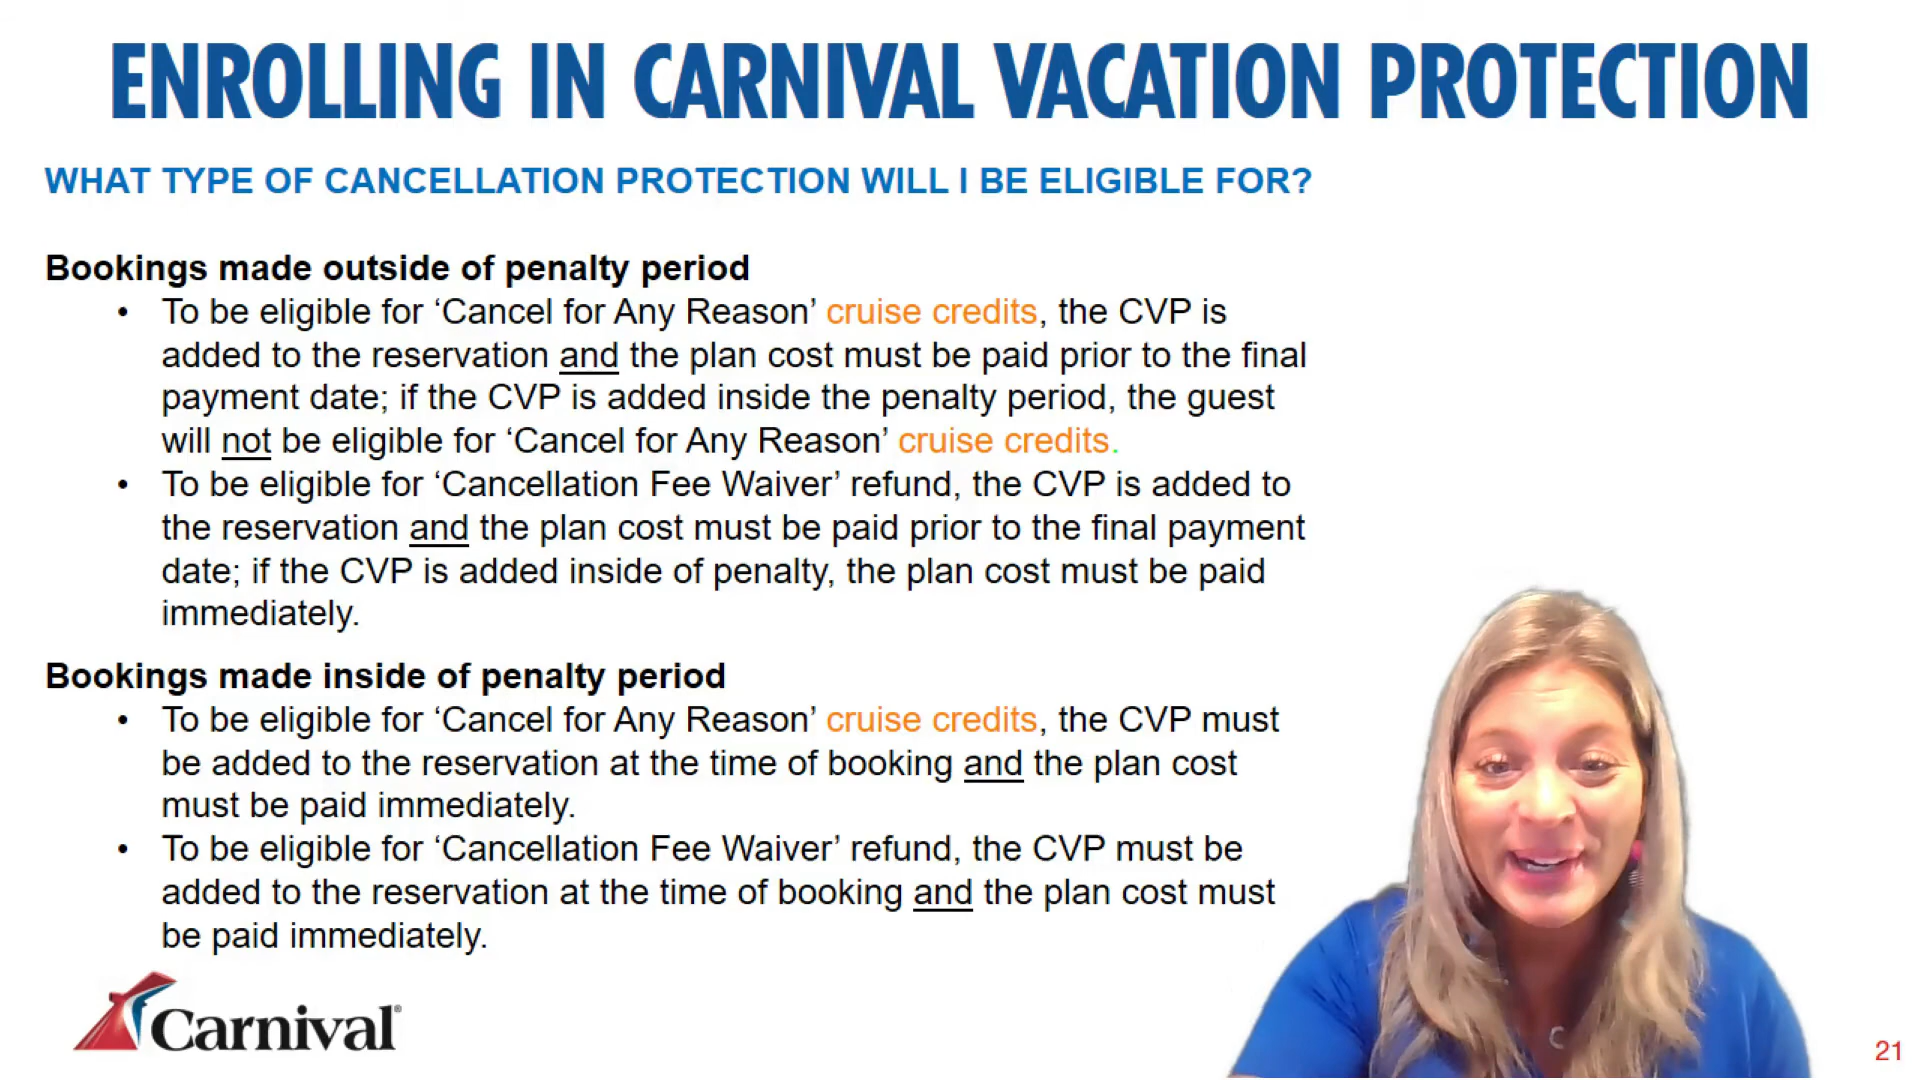 ENROLLING IN CARNIVAL VACATION PROTECTION
WHAT TYPE OF CANCELLATION PROTECTION WILL I BE ELIGIBLE FOR?
Bookings made outside of penalty period
• To be eligible for ‘Cancel for Any Reason’ cruise credits, the CVP is
added to the reservation and the plan cost must be paid prior to the final
payment date; if the CVP is added inside the penalty period, the guest
will not be eligible for ‘Cancel for Any Reason’ cruise credits.
• To be eligible for ‘Cancellation Fee Waiver’ refund, the CVP is added to
the reservation and the plan cost must be paid prior to the final payment
date; if the CVP is added inside of penalty, the plan cost must be paid
immediately.
Bookings made inside of penalty period
• To be eligible for ‘Cancel for Any Reason’ cruise credits, the CVP must
be added to the reservation at the time of booking and the plan cost
must be paid immediately.
• To be eligible for ‘Cancellation Fee Waiver’ refund, the CVP must be
added to the reservation at the time of booking and the plan cost must
be paid immediately.
Carnival®
21